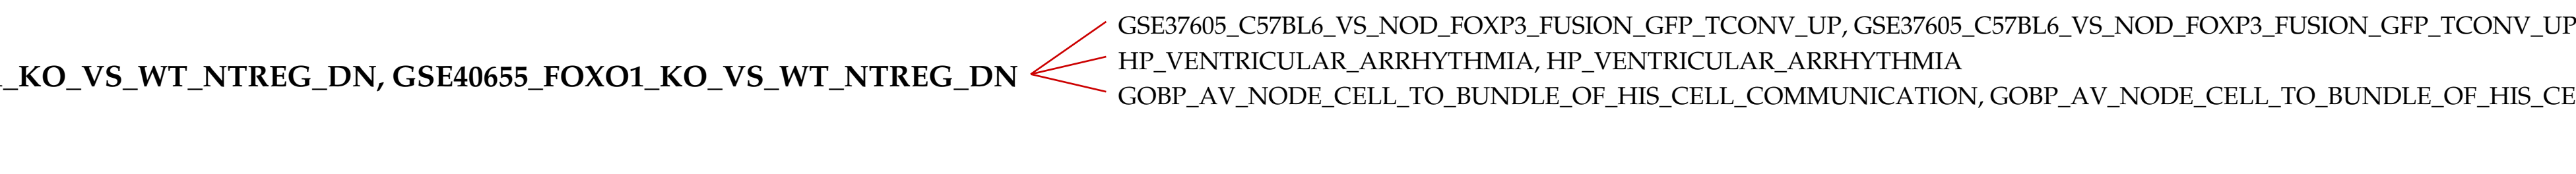 GSE37605_C57BL6_VS_NOD_FOXP3_FUSION_GFP_TCONV_UP, GSE37605_C57BL6_VS_NOD_FOXP3_FUSION_GFP_TCONV_UP
HP_VENTRICULAR_ARRHYTHMIA, HP_VENTRICULAR_ARRHYTHMIA
_KO_VS_WT_NTREG_DN, GSE40655_FOXO1_KO_VS_WT_NTREG_DN
GOBP_AV_NODE_CELL_TO_BUNDLE_OF_HIS_CELL_COMMUNICATION, GOBP_AV_NODE_CELL_TO_BUNDLE_OF_HIS_CE